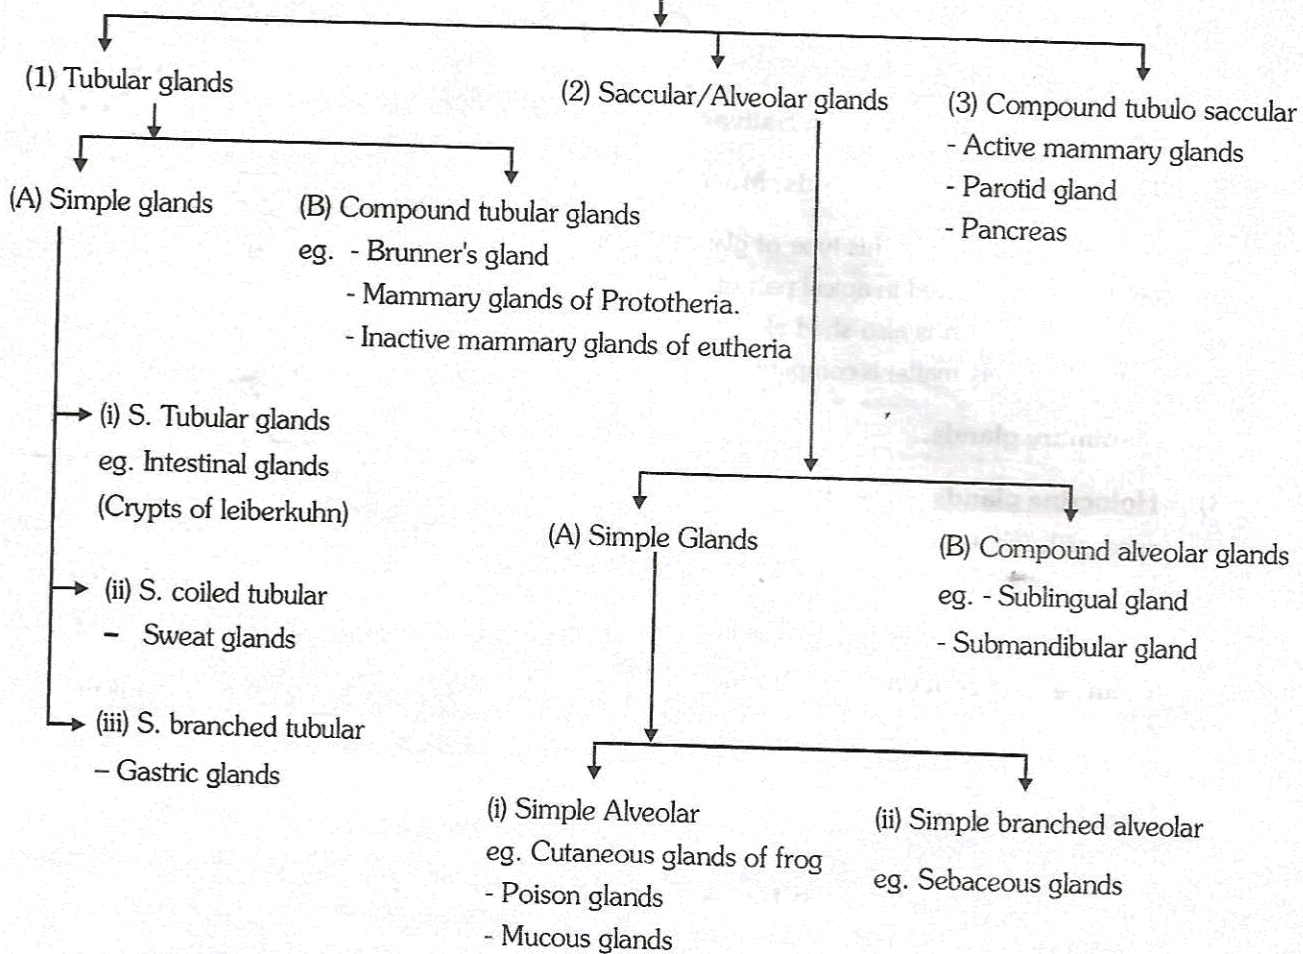 (1) Tubular glands
(2) Saccular/Alveolar glands
(3) Compound tubulo saccular
- Active mammary glands
- Parotid gland
- Pancreas
(A) Simple glands
(B) Compound tubular glands
eg. - Brunner's gland
- Mammary glands of Prototheria.
- Inactive mammary glands of eutheria
(i) S. Tubular glands
eg. Intestinal glands
(Crypts of leiberkuhn)
(ii) S. coiled tubular
- Sweat glands
(iii) S. branched tubular
- Gastric glands
(A) Simple Glands
(B) Compound alveolar glands
eg. - Sublingual gland
- Submandibular gland
(i) Simple Alveolar
eg. Cutaneous glands of frog
- Poison glands
- Mucous glands
(ii) Simple branched alveolar
eg. Sebaceous glands